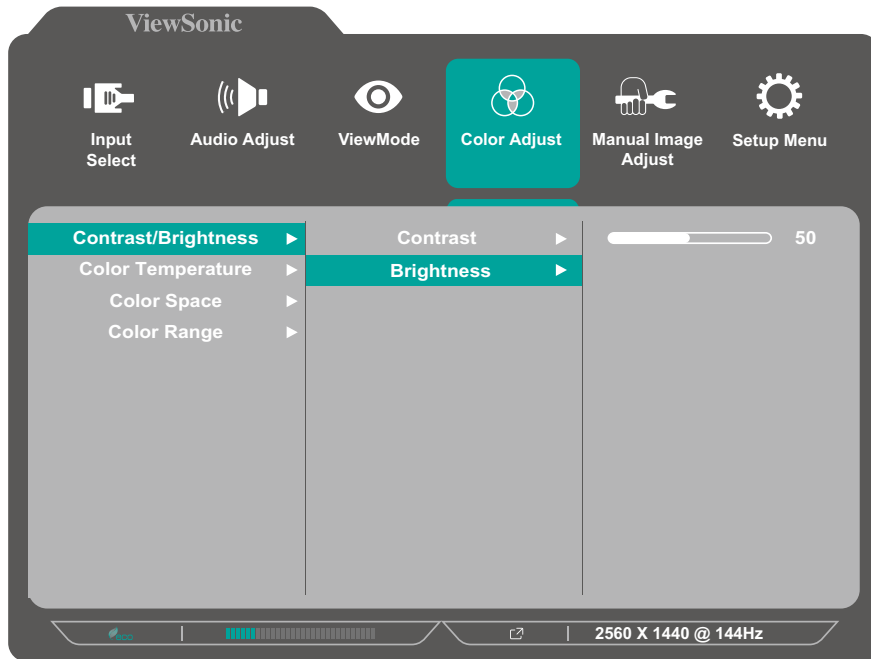 ViewSonic
Input
Select
Audio Adjust
ViewMode
Color Adjust
Manual Image
Adjust
Setup Menu
Contrast/Brightness
Contrast
50
Color Temperature
Brightness
Color Space
Color Range
eco
2560 X 1440 @ 144Hz